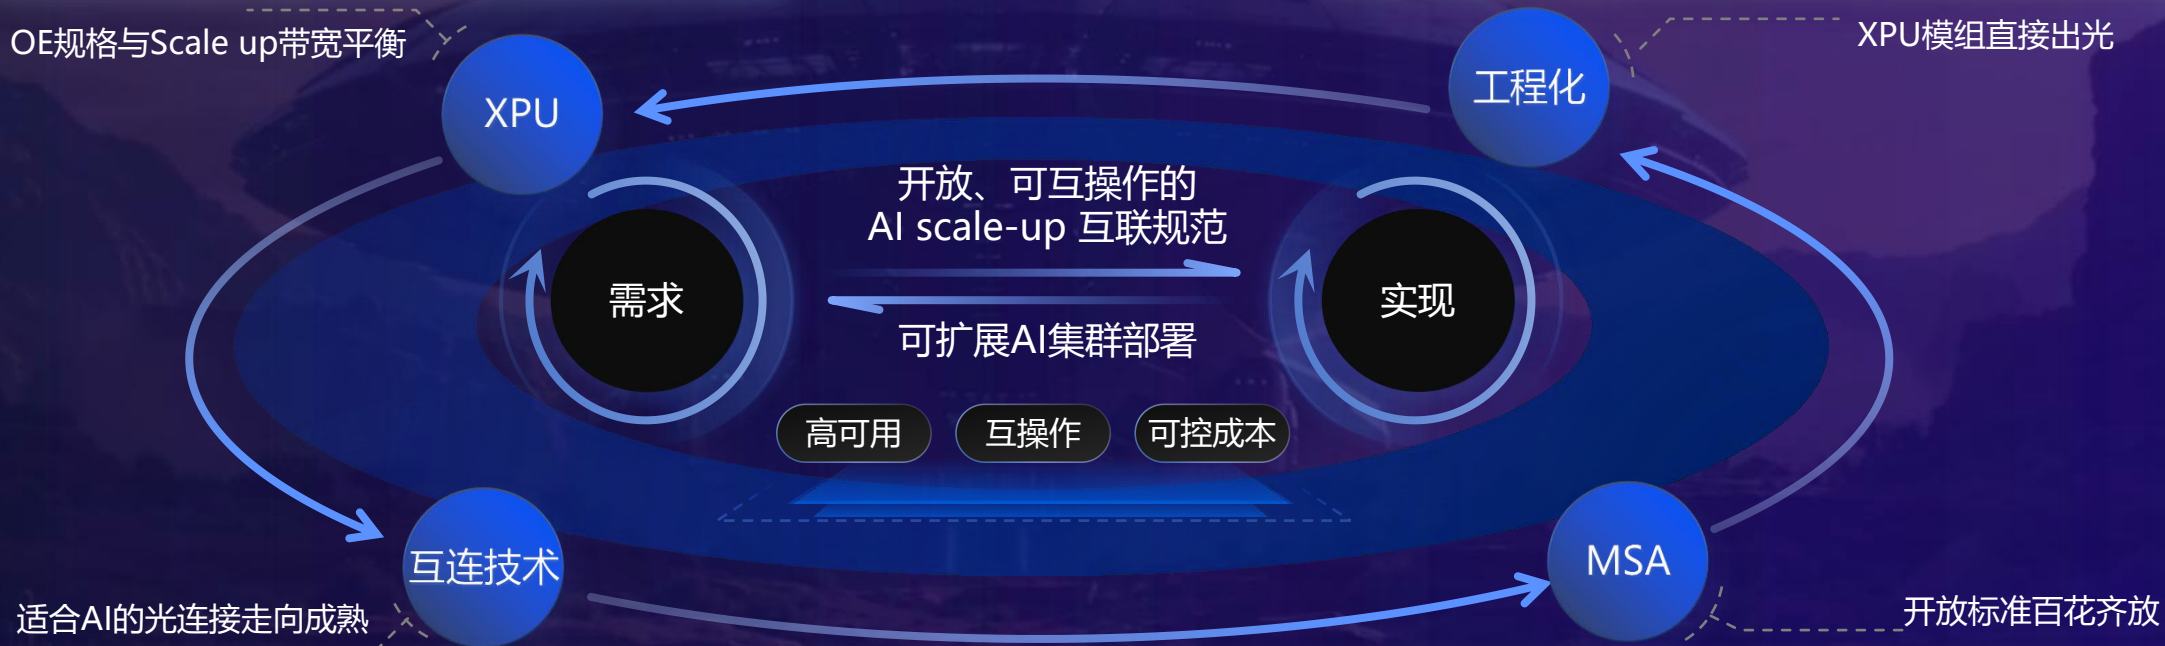 OE规格与Scale up带宽平衡
XPU
工程化
XPU模组直接出光
开放、可互操作的
AI scale-up 互联规范
需求
实现
可扩展AI集群部署
高可用
互操作
可控成本
互连技术
MSA
适合AI的光连接走向成熟
开放标准百花齐放